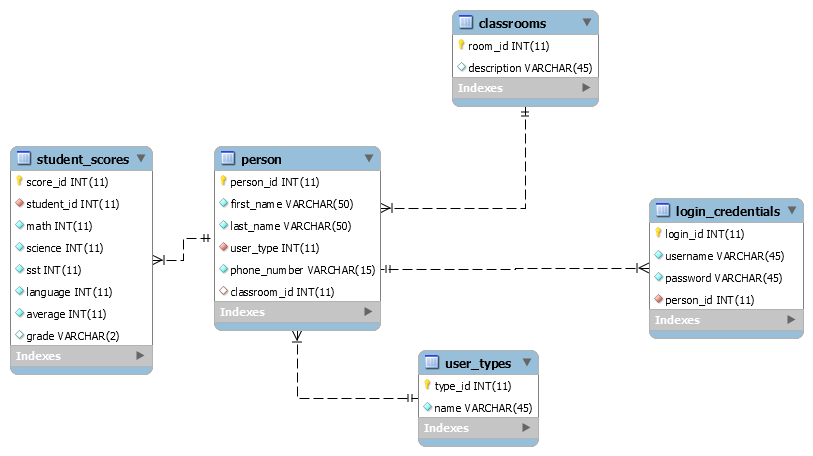 classrooms
room_id INT(11)
description VARCHAR(45)
Indexes
student_scores
score_id INT(11)
student_id INT(11)
math INT(11)
science INT(11)
sst INT(11)
language INT(11)
average INT(11)
grade VARCHAR(2)
Indexes
person
person_id INT(11)
first_name VARCHAR(50)
last_name VARCHAR(50)
user_type INT(11)
phone_number VARCHAR(15)
classroom_id INT(11)
Indexes
login_credentials
login_id INT(11)
username VARCHAR(45)
password VARCHAR(45)
person_id INT(11)
Indexes
user_types
type_id INT(11)
name VARCHAR(45)
Indexes